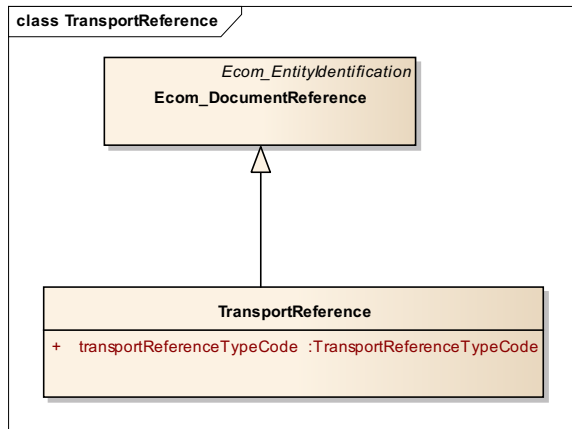 class TransportReference
Ecom_EntityIdentification
Ecom_DocumentReference
TransportReference
+ transportReferenceTypeCode :TransportReferenceTypeCode